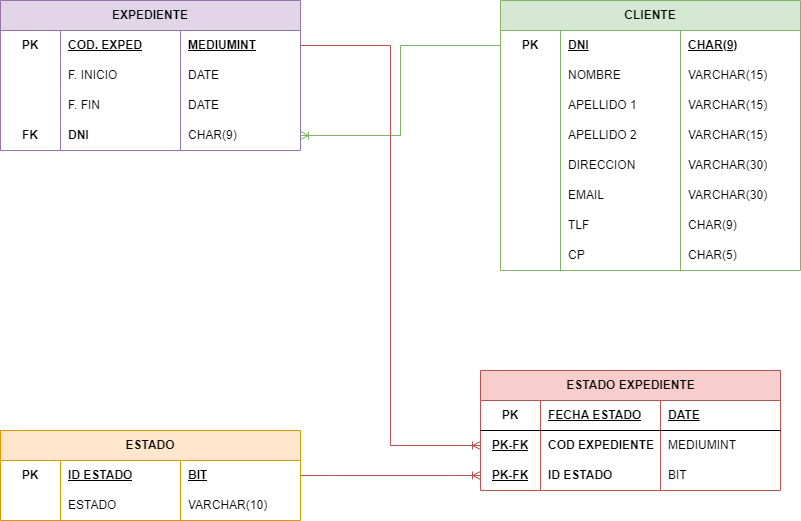 EXPEDIENTE
PK COD. EXPED MEDIUMINT
F. INICIO DATE
F. FIN DATE
FK DNI CHAR(9)
CLIENTE
PK DNI CHAR(9)
NOMBRE VARCHAR(15)
APELLIDO 1 VARCHAR(15)
APELLIDO 2 VARCHAR(15)
DIRECCION VARCHAR(30)
EMAIL VARCHAR(30)
TLF CHAR(9)
CP CHAR(5)
ESTADO EXPEDIENTE
PK FECHA ESTADO DATE
PK-FK COD EXPEDIENTE MEDIUMINT
PK-FK ID ESTADO BIT
ESTADO
PK ID ESTADO BIT
ESTADO VARCHAR(10)